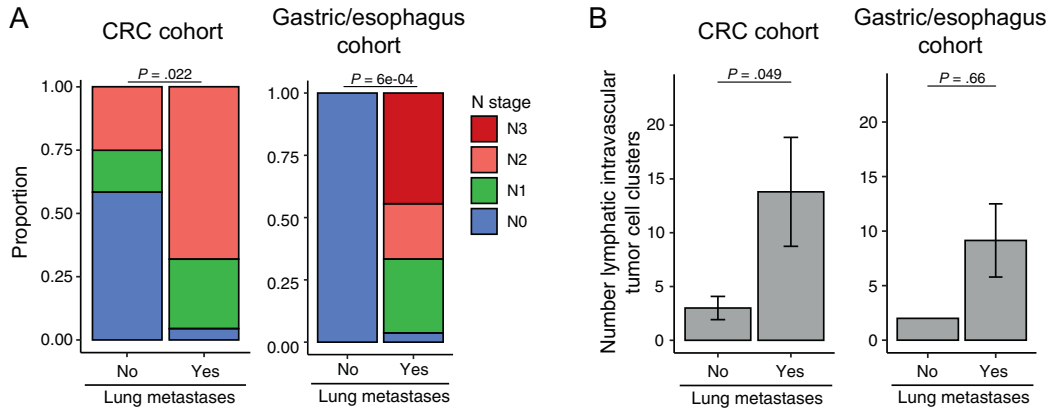 A
CRC cohort
Gastric/esophagus
cohort
P = .022
P = 6e-04
Proportion
1.00
0.75
0.50
0.25
0.00
1.00
0.75
0.50
0.25
0.00
No
Yes
Lung metastases
No
Yes
Lung metastases
N stage
N3
N2
N1
N0
B
CRC cohort
Gastric/esophagus
cohort
P = .049
P = .66
Number lymphatic intravascular
tumor cell clusters
20
15
10
5
0
20
15
10
5
0
No
Yes
Lung metastases
No
Yes
Lung metastases